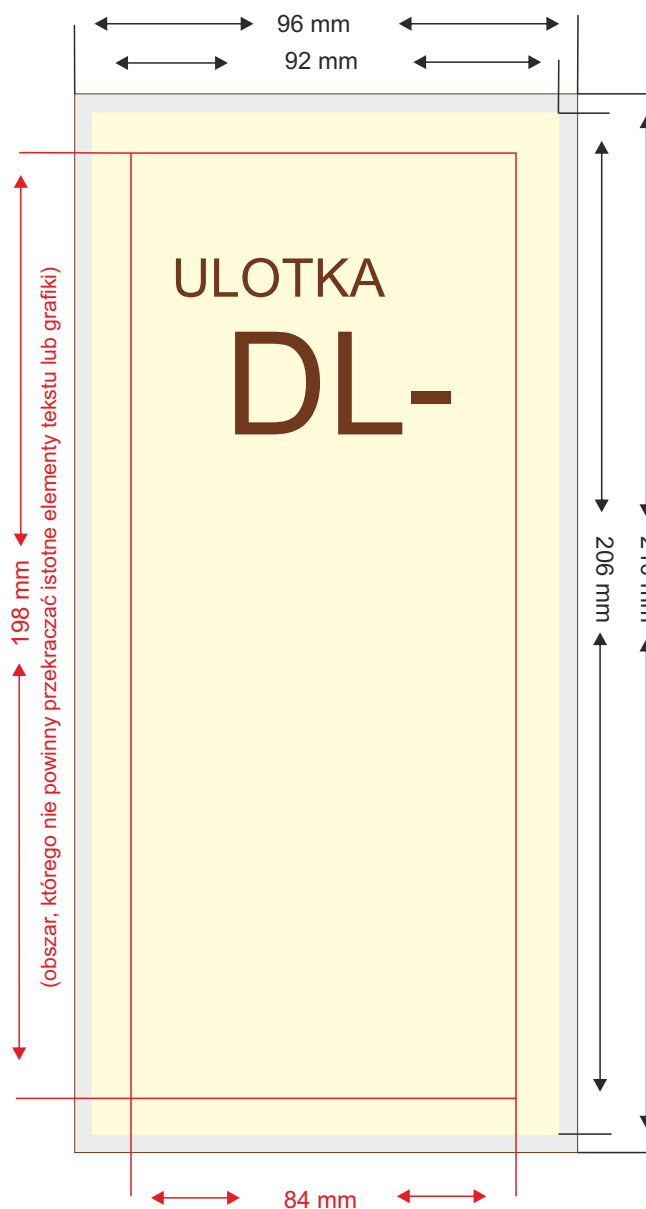 96 mm
92 mm
ULOTKA
DL-
206 mm
198 mm
(obszar, którego nie powinny przekraczać istotne elementy tekstu lub grafiki)
84 mm